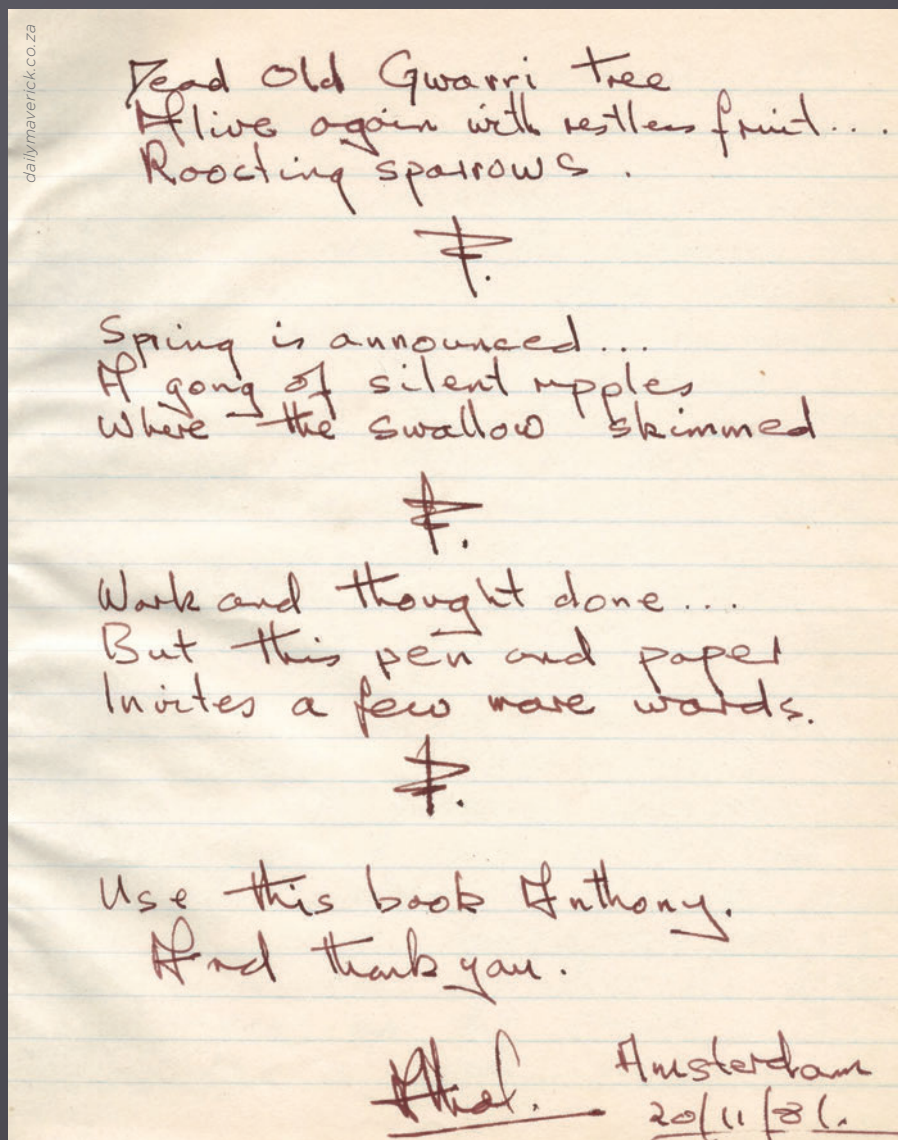 dailymaverick.co.za
Dead Old Gwarri tree
Alive again with restless fruit...
Roosting sparrows.
Spring is announced...
A gong of silent ripples
Where the swallow skimmed
Work and thought done...
But this pen and paper
Invites a few more words.
Use this book Anthony.
And thank you.
Athol.
Amsterdam
20/11/81.